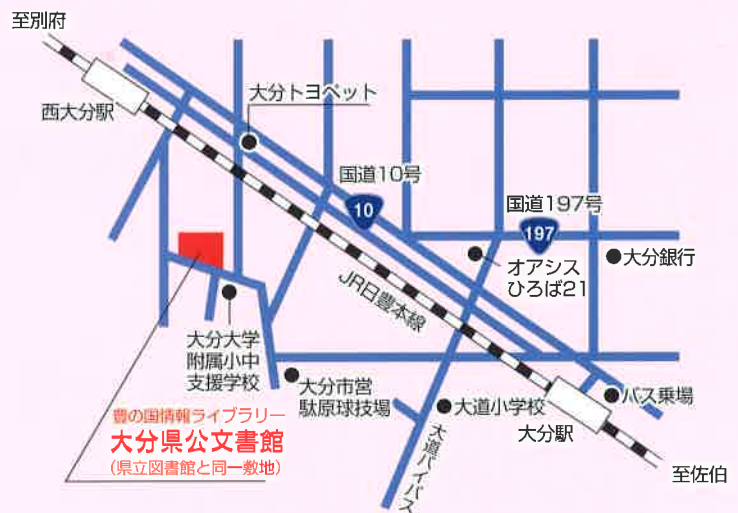 至別府
西大分駅
大分トヨペット
国道10号
10
国道197号
197
オアシス
ひろば21
大分銀行
JR日豊本線
大分大学
附属小中
支援学校
大分市営
駄原球技場
大道小学校
バス乗場
大分駅
大道バイパス
至佐伯
豊の国情報ライブラリー
大分県公文書館
(県立図書館と同一敷地)